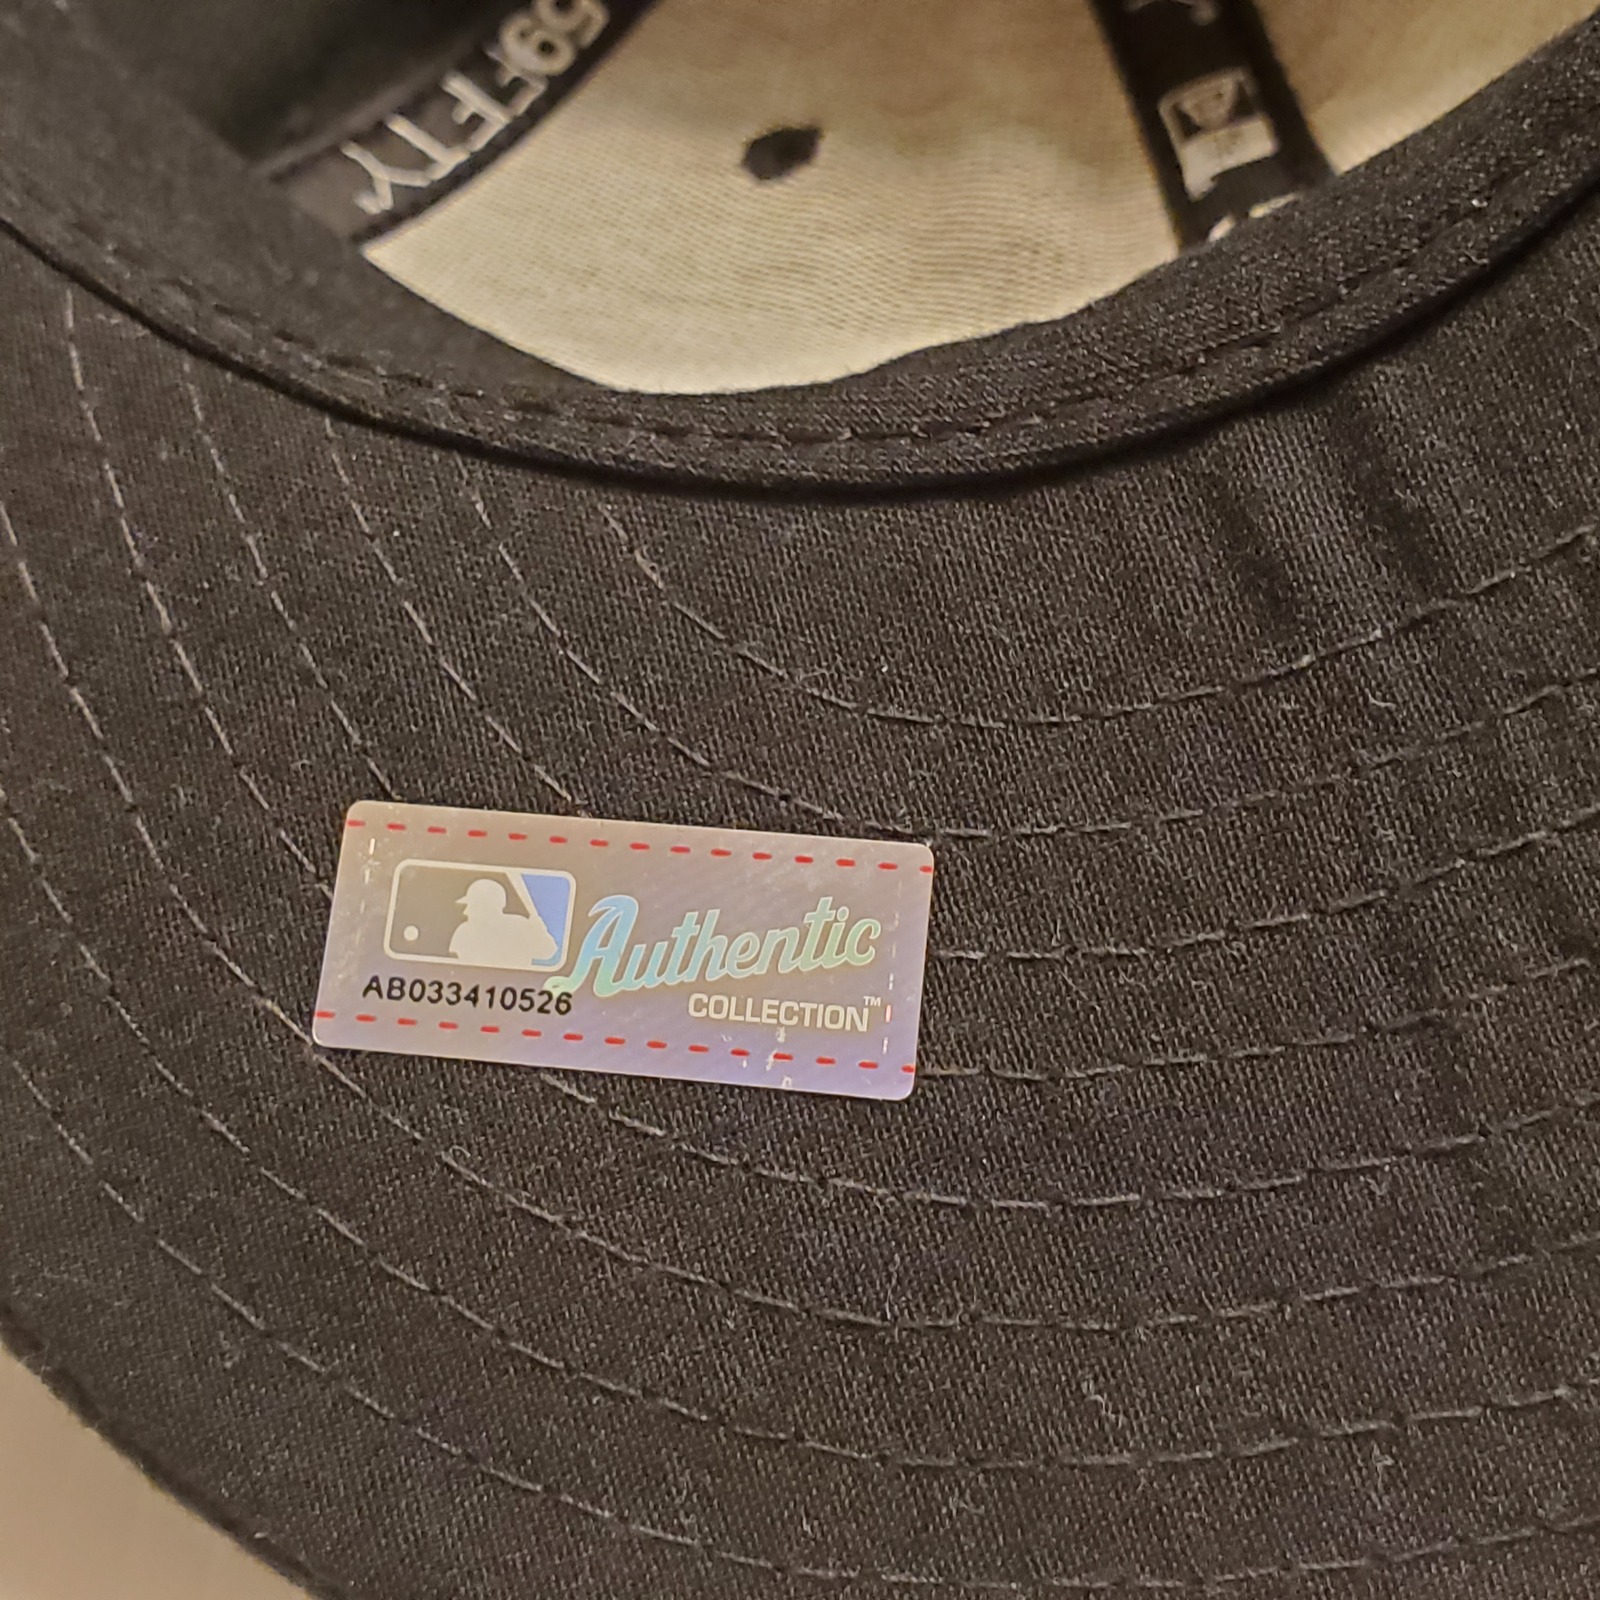 59FIFTY
Authentic
AB033410526
COLLECTION™